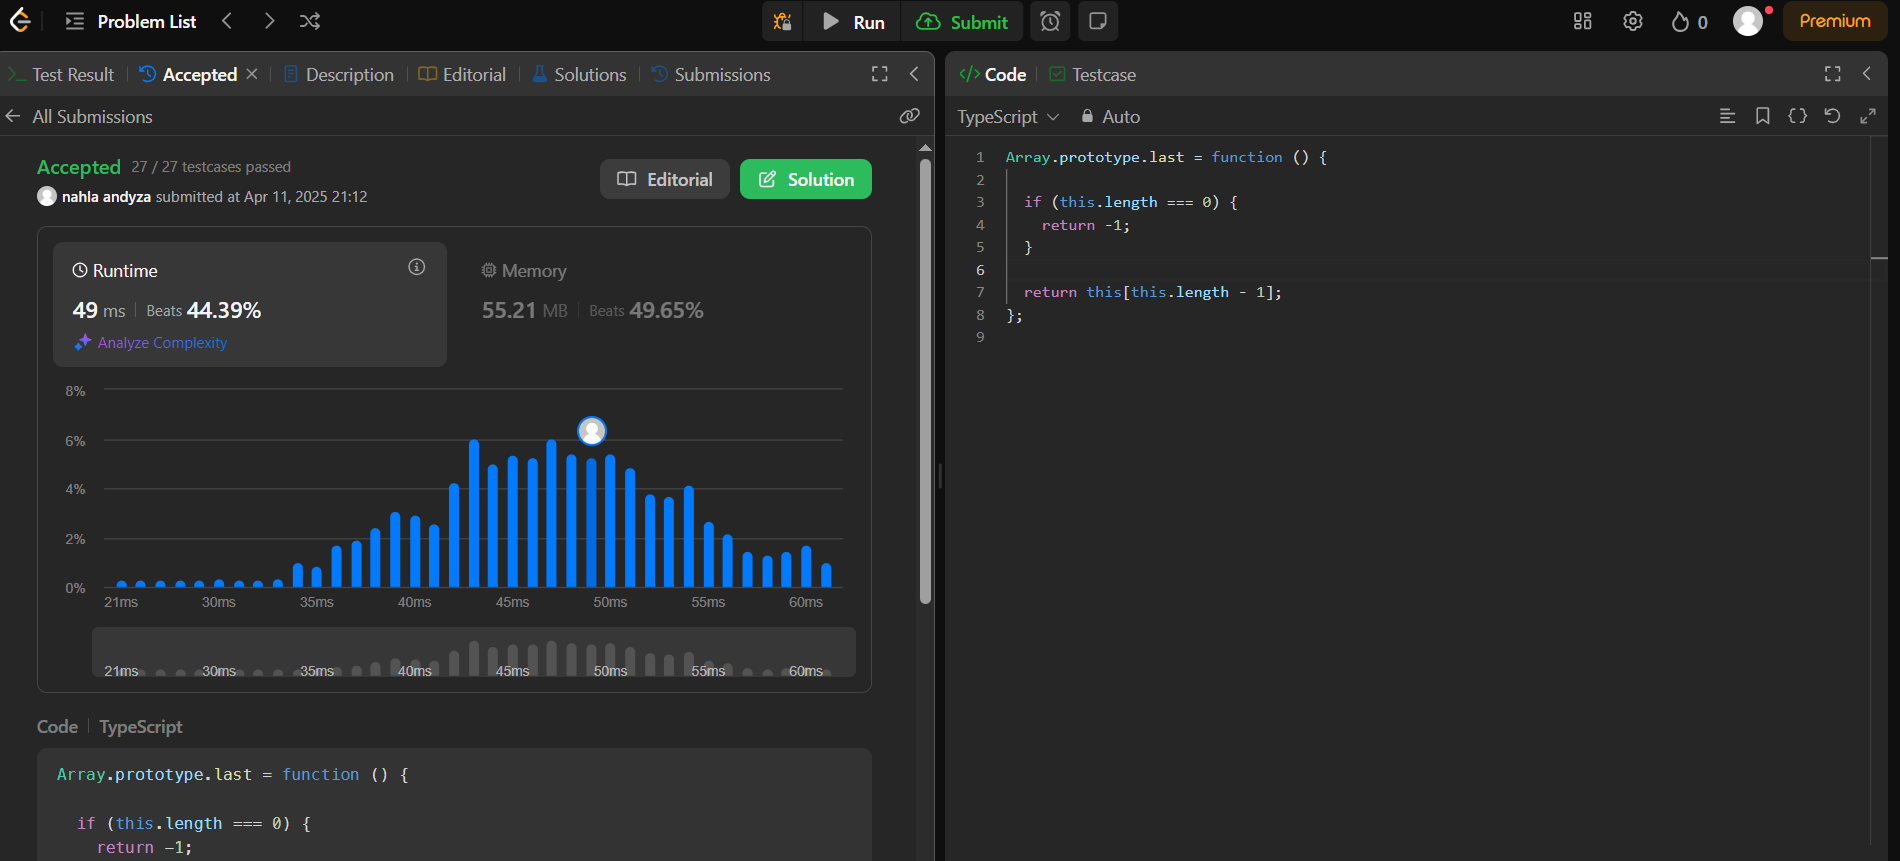 Problem List
Run
Submit
0
Premium
Test Result
Accepted
Description
Editorial
Solutions
Submissions
All Submissions
Accepted 27 / 27 testcases passed
nahla andyza submitted at Apr 11, 2025 21:12
Editorial
Solution
Runtime
49 ms Beats 44.39%
Analyze Complexity
Memory
55.21 MB Beats 49.65%
8%
6%
4%
2%
0%
21ms 30ms 35ms 40ms 45ms 50ms 55ms 60ms
21ms 30ms 35ms 40ms 45ms 50ms 55ms 60ms
Code TypeScript
Array.prototype.last = function () {
if (this.length === 0) {
return -1;
</> Code
Testcase
TypeScript
Auto
1 Array.prototype.last = function () {
2
3 if (this.length === 0) {
4 return -1;
5 }
6
7 return this[this.length - 1];
8 };
9